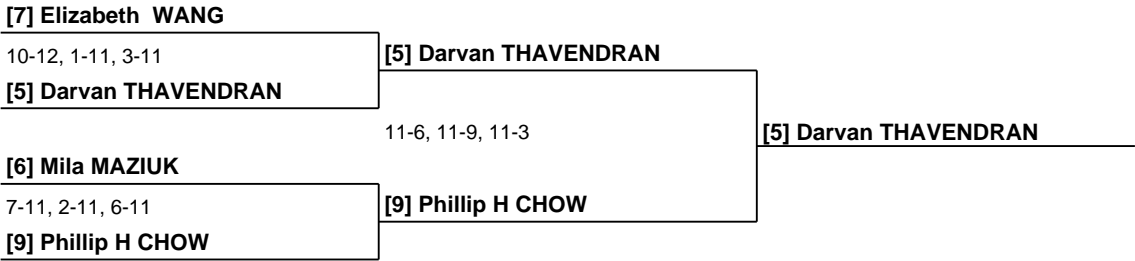 [7] Elizabeth  WANG
10-12, 1-11, 3-11
[5] Darvan THAVENDRAN
[5] Darvan THAVENDRAN
11-6, 11-9, 11-3
[5] Darvan THAVENDRAN
[6] Mila MAZIUK
7-11, 2-11, 6-11
[9] Phillip H CHOW
[9] Phillip H CHOW